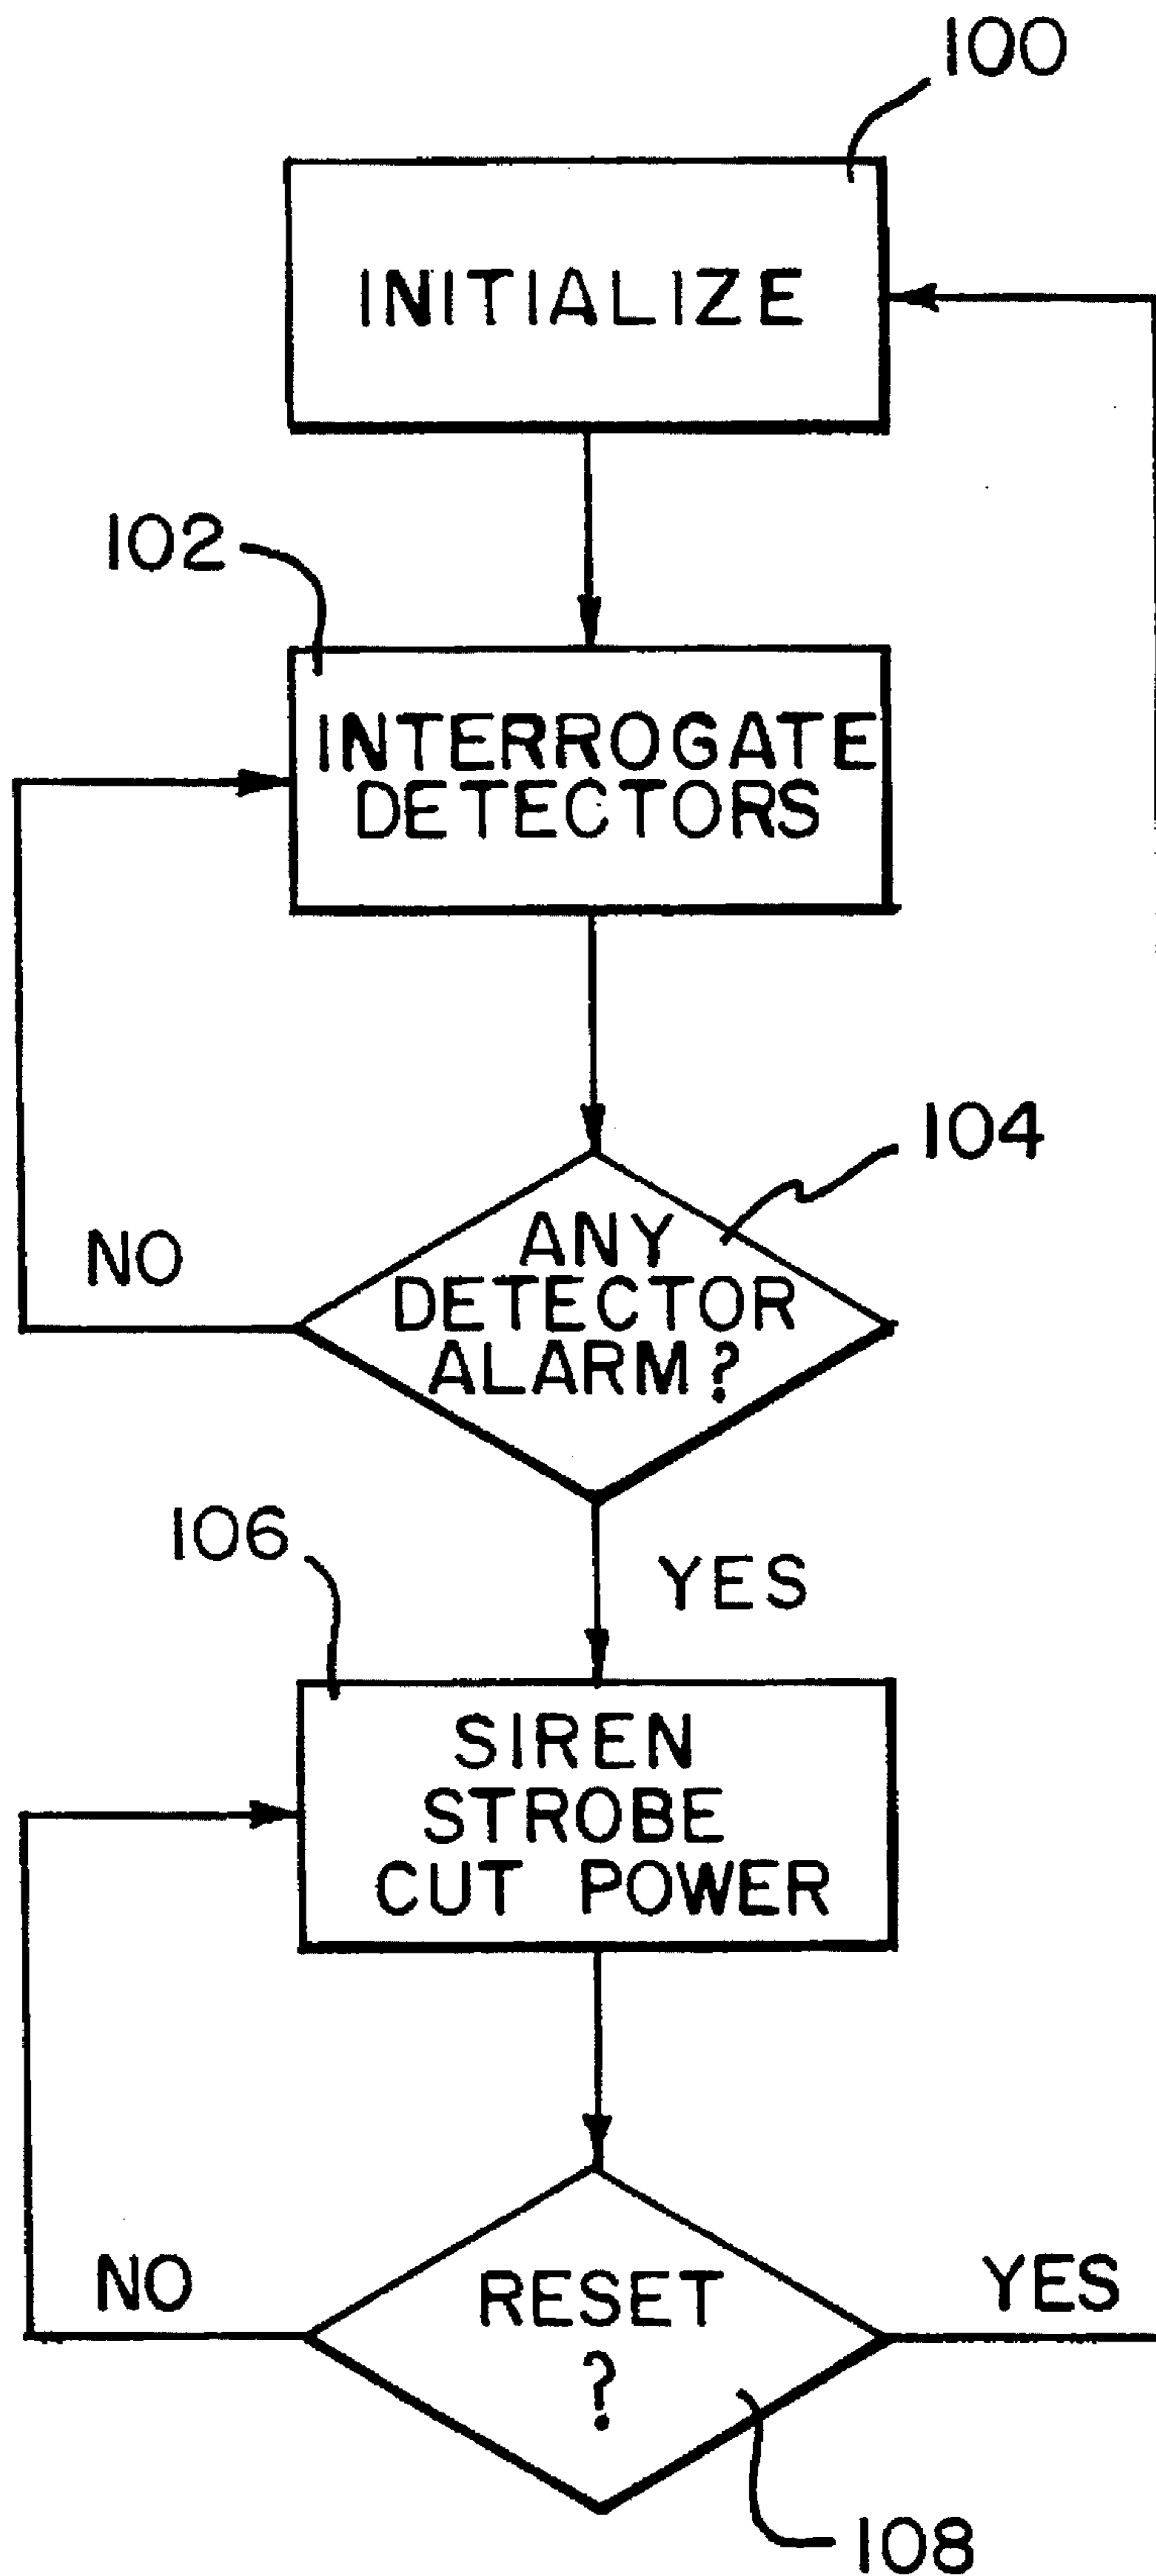 100
INITIALIZE
102
INTERROGATE
DETECTORS
104
ANY
DETECTOR
ALARM?
NO
106
YES
SIREN
STROBE
CUT POWER
NO
RESET
?
YES
108